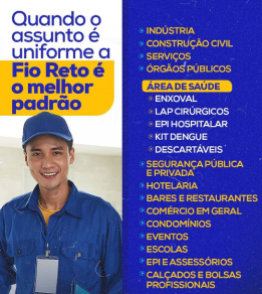 Quando o
assunto é
uniforme a
Fio Reto é
o melhor
padrão
INDÚSTRIA
CONSTRUÇÃO CIVIL
SERVIÇOS
ÓRGÃOS PÚBLICOS
ÁREA DE SAÚDE
ENXOVAL
LAP CIRÚRGICOS
EPI HOSPITALAR
KIT DENGUE
DESCARTÁVEIS
SEGURANÇA PÚBLICA
E PRIVADA
HOTELARIA
BARES E RESTAURANTES
COMÉRCIO EM GERAL
CONDOMÍNIOS
EVENTOS
ESCOLAS
EPI E ASSESSÓRIOS
CALÇADOS E BOLSAS
PROFISSIONAIS